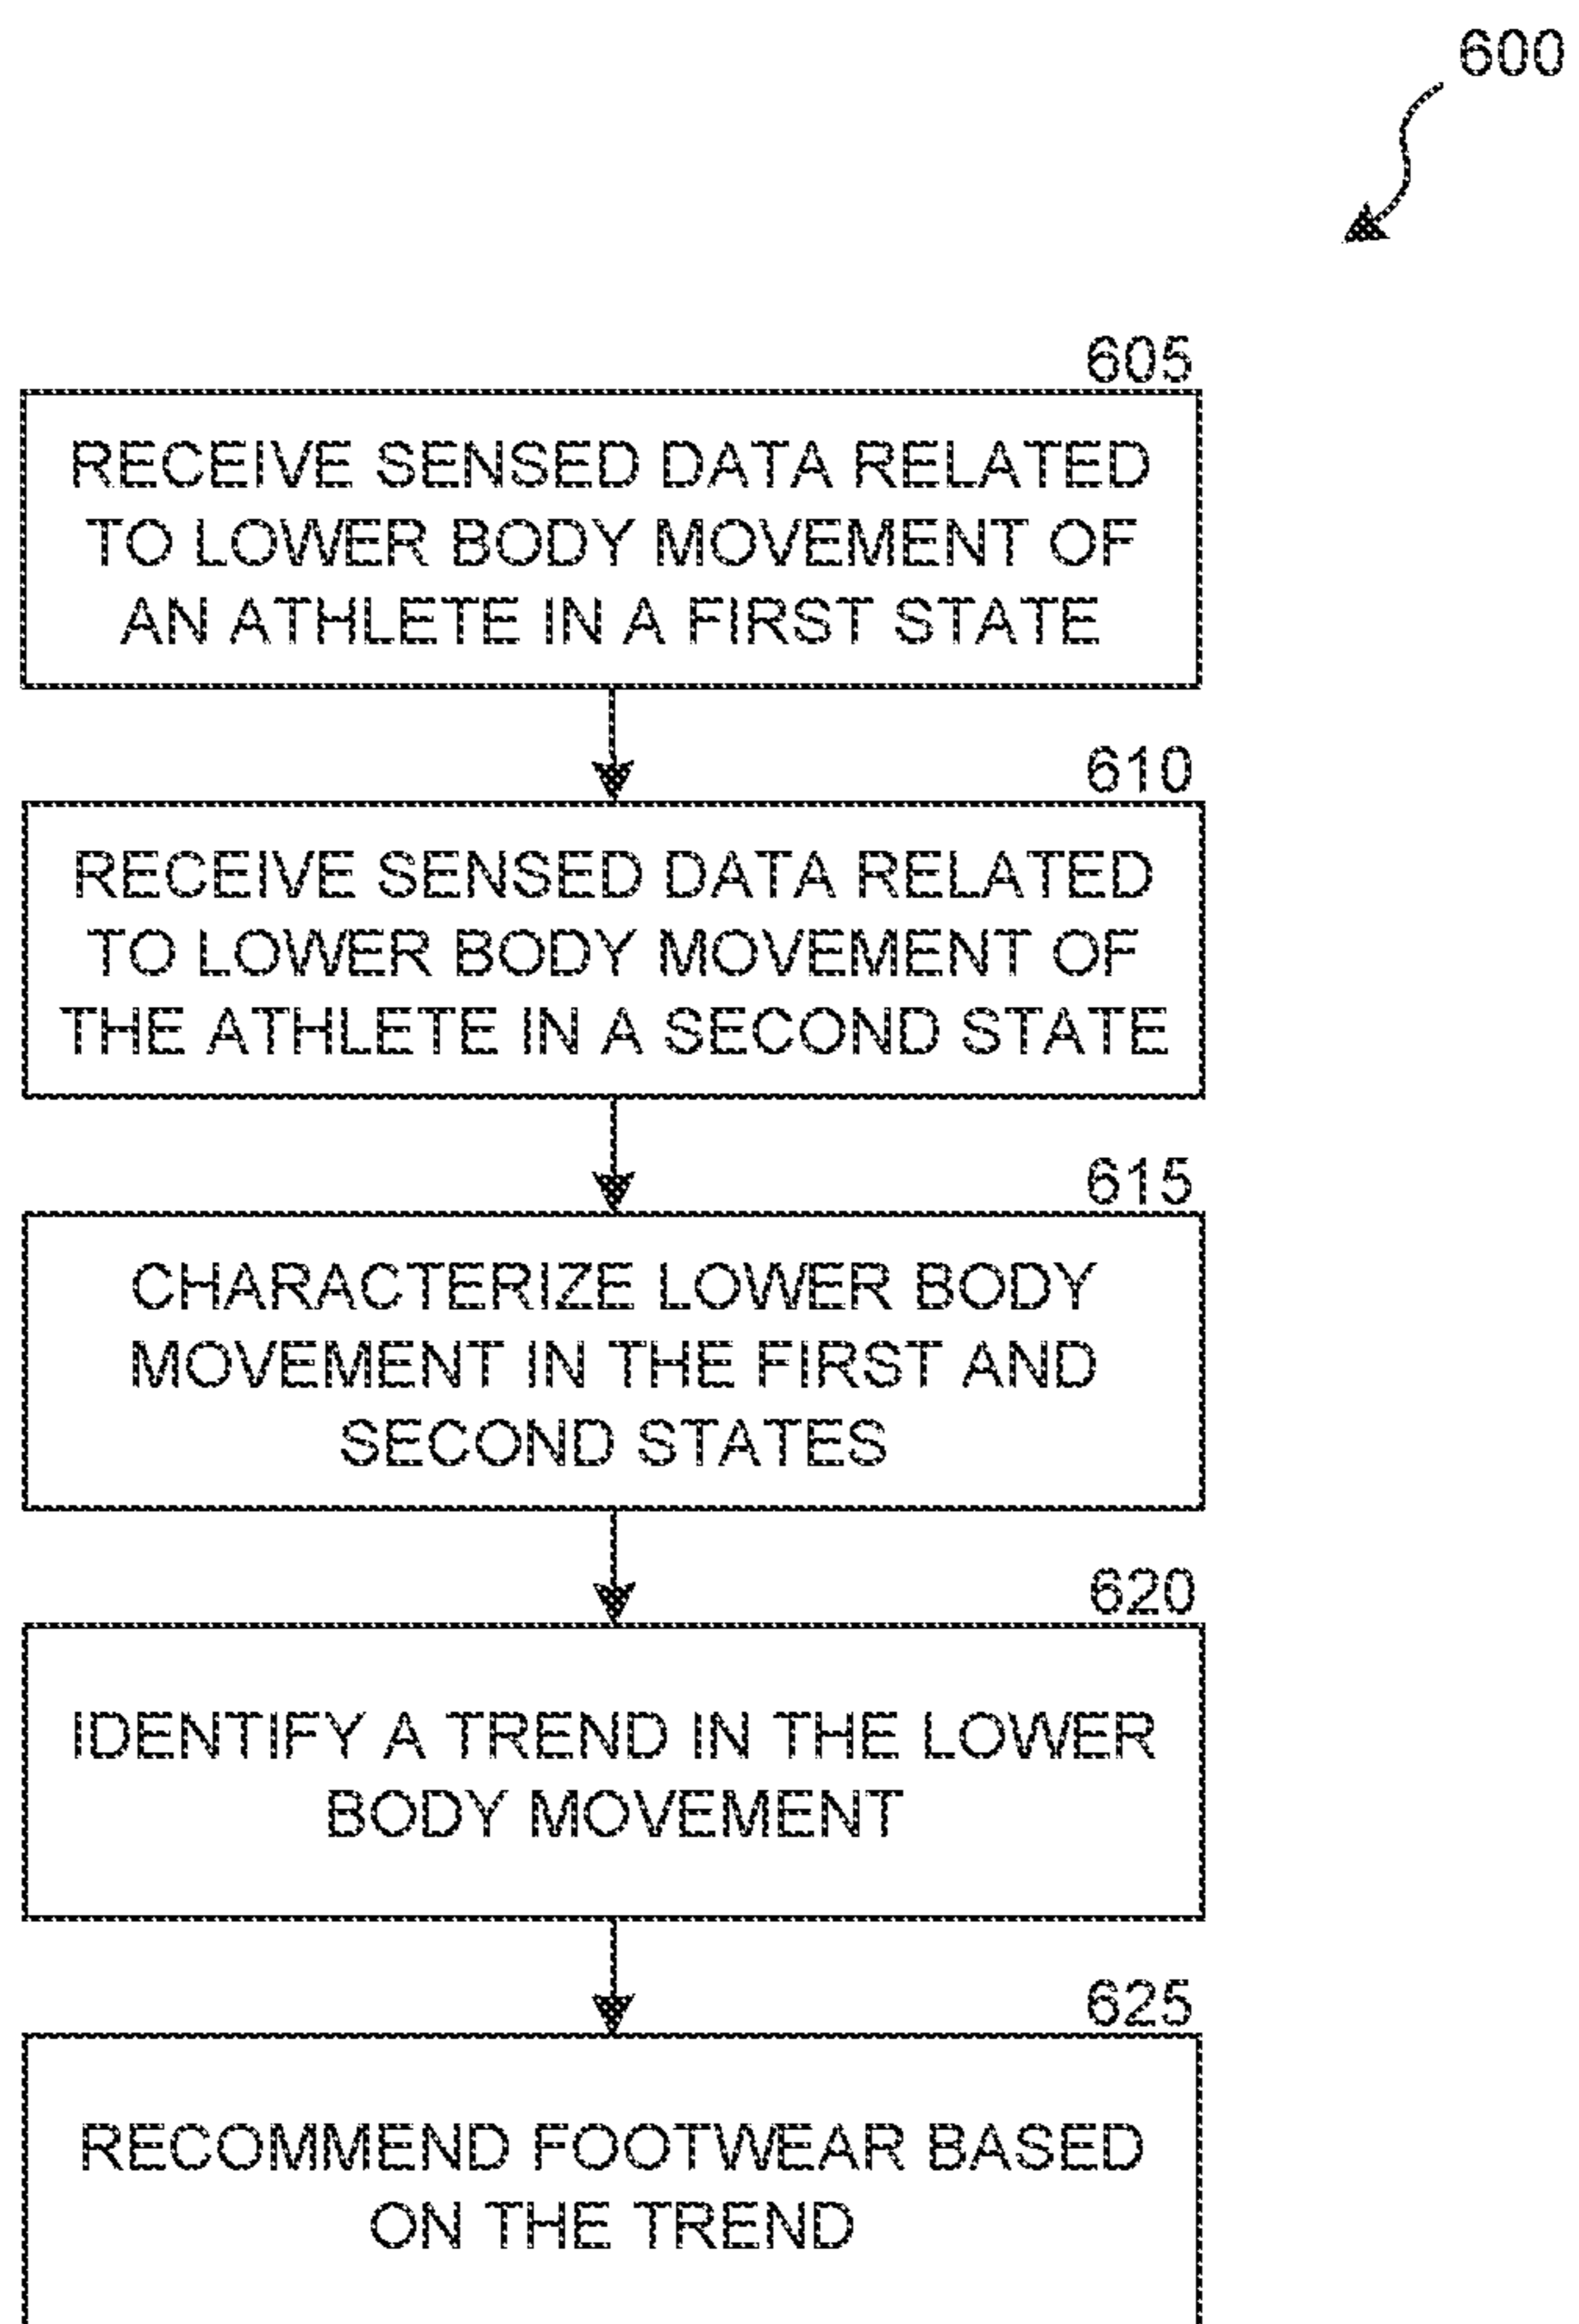 600
605
RECEIVE SENSED DATA RELATED
TO LOWER BODY MOVEMENT OF
AN ATHLETE IN A FIRST STATE
610
RECEIVE SENSED DATA RELATED
TO LOWER BODY MOVEMENT OF
THE ATHLETE IN A SECOND STATE
615
CHARACTERIZE LOWER BODY
MOVEMENT IN THE FIRST AND
SECOND STATES
620
IDENTIFY A TREND IN THE LOWER
BODY MOVEMENT
625
RECOMMEND FOOTWEAR BASED
ON THE TREND